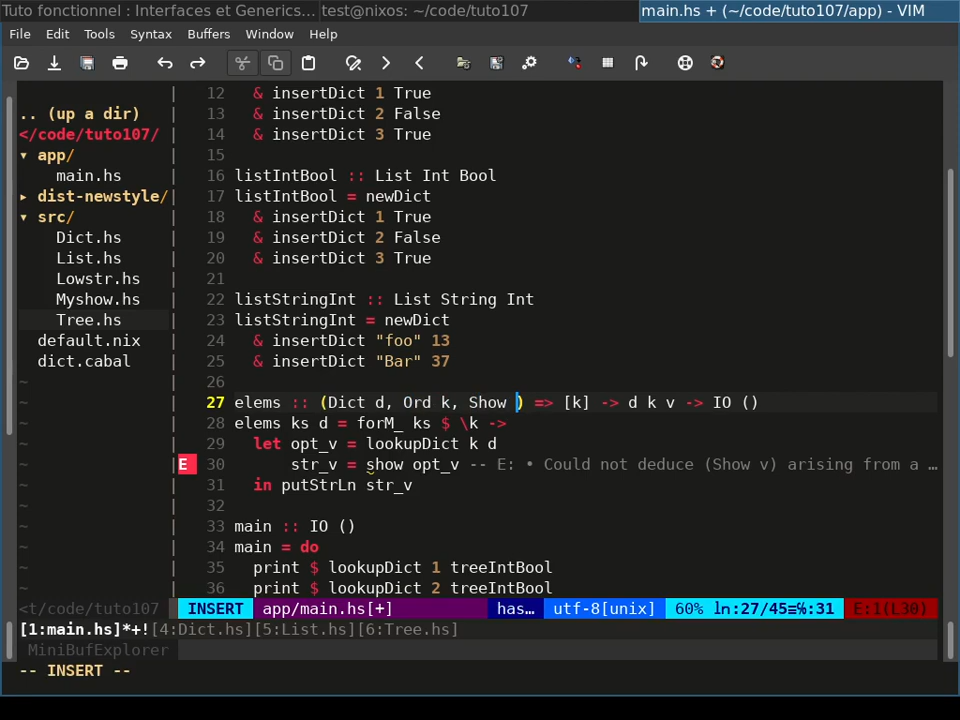 Tuto fonctionnel : Interfaces et Generics...
test@nixos: ~/code/tuto107
main.hs + (~/code/tuto107/app) - VIM
File Edit Tools Syntax Buffers Window Help
.. (up a dir)
</code/tuto107/
▾ app/
main.hs
▸ dist-newstyle/
▾ src/
Dict.hs
List.hs
Lowstr.hs
Myshow.hs
Tree.hs
default.nix
dict.cabal
~
~
~
~
~
~
~
~
~
~
<t/code/tuto107
12 & insertDict 1 True
13 & insertDict 2 False
14 & insertDict 3 True
15
16 listIntBool :: List Int Bool
17 listIntBool = newDict
18 & insertDict 1 True
19 & insertDict 2 False
20 & insertDict 3 True
21
22 listStringInt :: List String Int
23 listStringInt = newDict
24 & insertDict "foo" 13
25 & insertDict "Bar" 37
26
27 elems :: (Dict d, Ord k, Show ) => [k] -> d k v -> IO ()
28 elems ks d = forM_ ks $ \k ->
29 let opt_v = lookupDict k d
E 30 str_v = show opt_v -- E: • Could not deduce (Show v) arising from a …
31 in putStrLn str_v
32
33 main :: IO ()
34 main = do
35 print $ lookupDict 1 treeIntBool
36 print $ lookupDict 2 treeIntBool
INSERT app/main.hs[+] has… utf-8[unix] 60% ln:27/45≡℅:31 E:1(L30)
[1:main.hs]*+![4:Dict.hs][5:List.hs][6:Tree.hs]
MiniBufExplorer
-- INSERT --